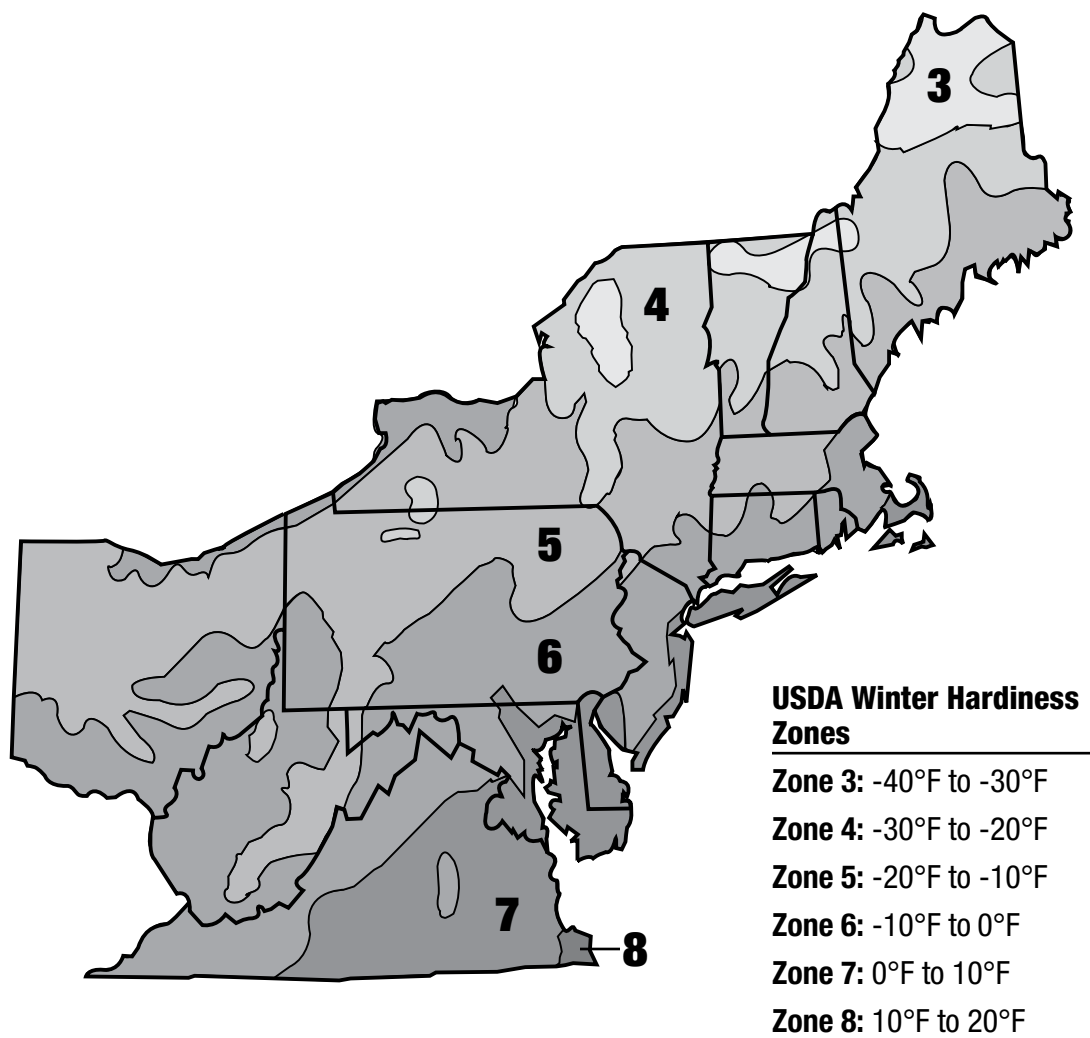 3
4
5
6
7
8
USDA Winter Hardiness
Zones
Zone 3: -40°F to -30°F
Zone 4: -30°F to -20°F
Zone 5: -20°F to -10°F
Zone 6: -10°F to 0°F
Zone 7: 0°F to 10°F
Zone 8: 10°F to 20°F